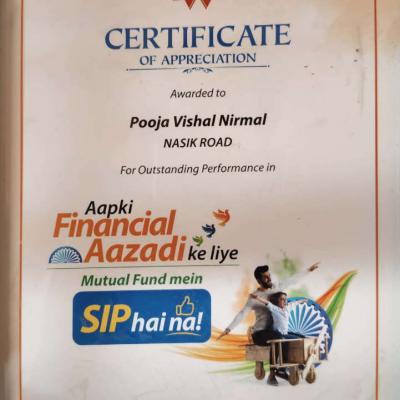 CERTIFICATE
OF APPRECIATION
Awarded to
Pooja Vishal Nirmal
NASIK ROAD
For Outstanding Performance in
Aapki
Financial
Aazadi ke liye
Mutual Fund mein
SIP hai na!